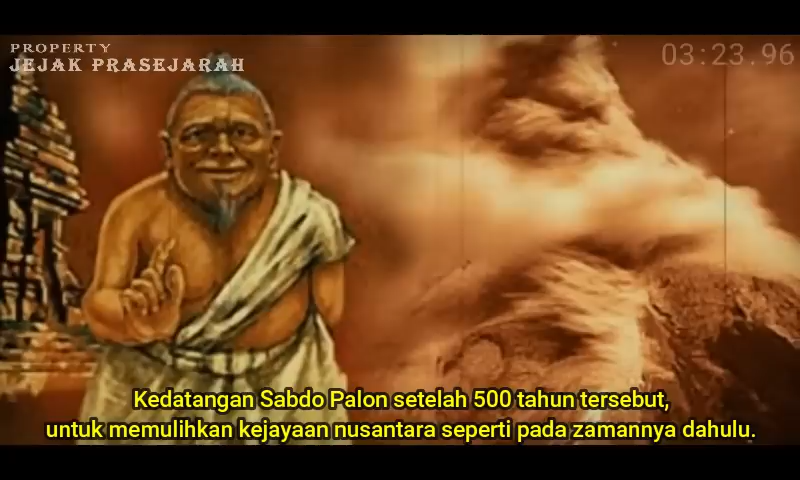 PROPERTY
JEJAK PRASEJARAH
03:23.96
Kedatangan Sabdo Palon setelah 500 tahun tersebut,
untuk memulihkan kejayaan nusantara seperti pada zamannya dahulu.